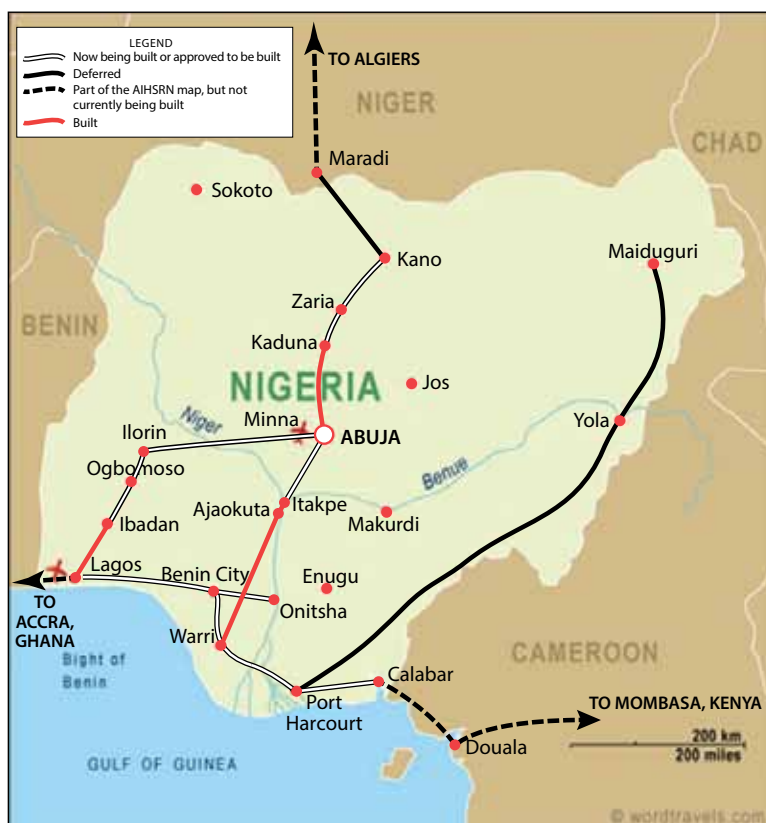 LEGEND
Now being built or approved to be built
Deferred
Part of the AIHSRN map, but not
currently being built
Built
TO ALGIERS
NIGER
CHAD
Maradi
Sokoto
Kano
Maiduguri
Zaria
BENIN
Kaduna
NIGERIA
Jos
Niger
Minna
Yola
Ilorin
ABUJA
Ogbomoso
Benue
Ajaokuta
Itakpe
Makurdi
Ibadan
Lagos
Benin City
Enugu
Onitsha
TO
ACCRA,
GHANA
Warri
CAMEROON
Bight of
Benin
Calabar
Port
Harcourt
TO MOMBASA, KENYA
Douala
200 km
200 miles
GULF OF GUINEA
© wordtravels.com